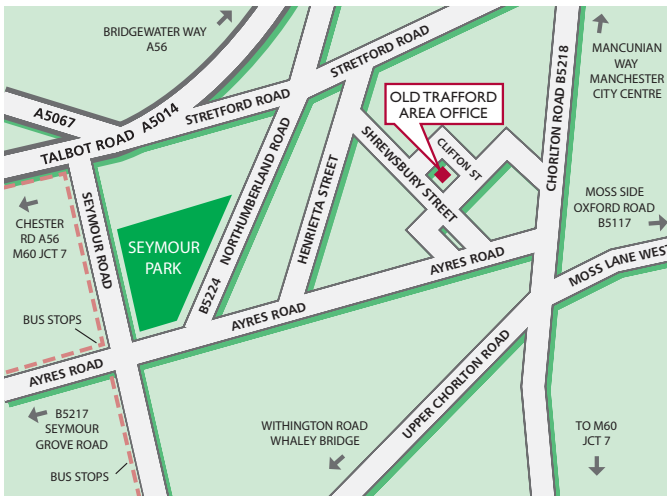 BRIDGEWATER WAY
A56
STRETFORD ROAD
MANCUNIAN
WAY
MANCHESTER
CITY CENTRE
A5067
TALBOT ROAD A5014
STRETFORD ROAD
OLD TRAFFORD
AREA OFFICE
CHORLTON ROAD B5218
CLIFTON ST
SHREWSBURY STREET
SEYMOUR ROAD
NORTHUMBERLAND ROAD
B5224
HENRIETTA STREET
MOSS SIDE
OXFORD ROAD
B5117
CHESTER
RD A56
M60 JCT 7
SEYMOUR
PARK
AYRES ROAD
MOSS LANE WEST
BUS STOPS
AYRES ROAD
AYRES ROAD
UPPER CHORLTON ROAD
B5217
SEYMOUR
GROVE ROAD
WITHINGTON ROAD
WHALEY BRIDGE
TO M60
JCT 7
BUS STOPS